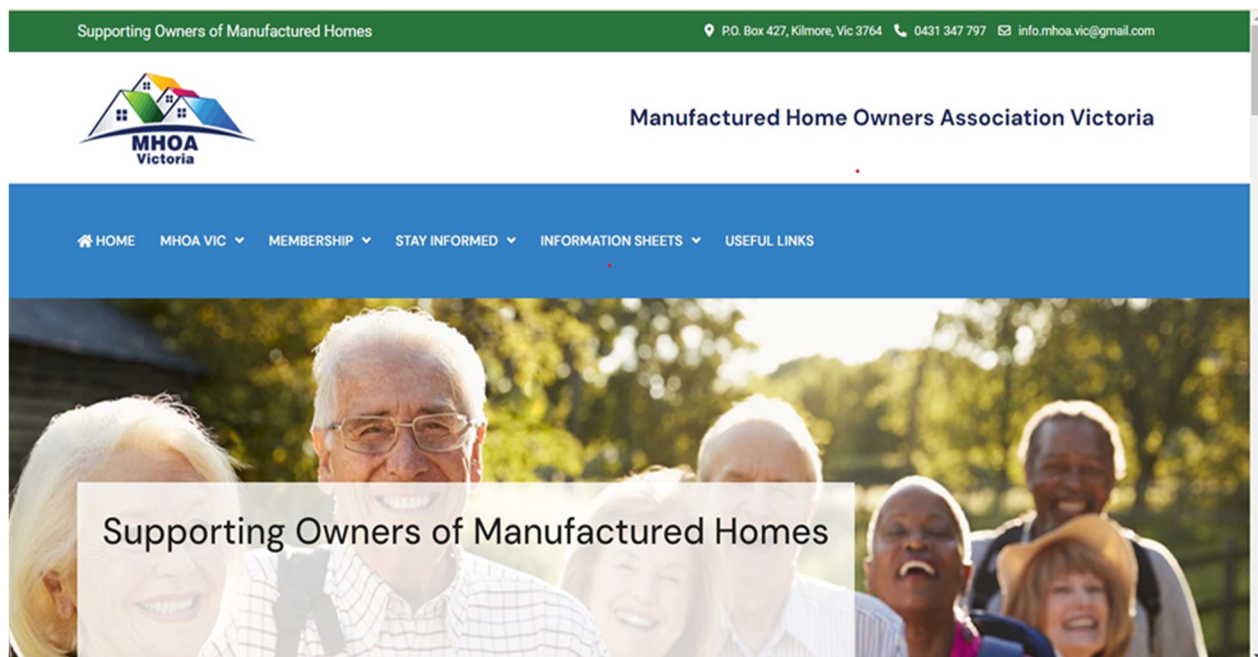 Supporting Owners of Manufactured Homes
P.O. Box 427, Kilmore, Vic 3764 0431 347 797 info.mhoa.vic@gmail.com
MHOA
Victoria
Manufactured Home Owners Association Victoria
HOME MHOA VIC MEMBERSHIP STAY INFORMED INFORMATION SHEETS USEFUL LINKS
Supporting Owners of Manufactured Homes